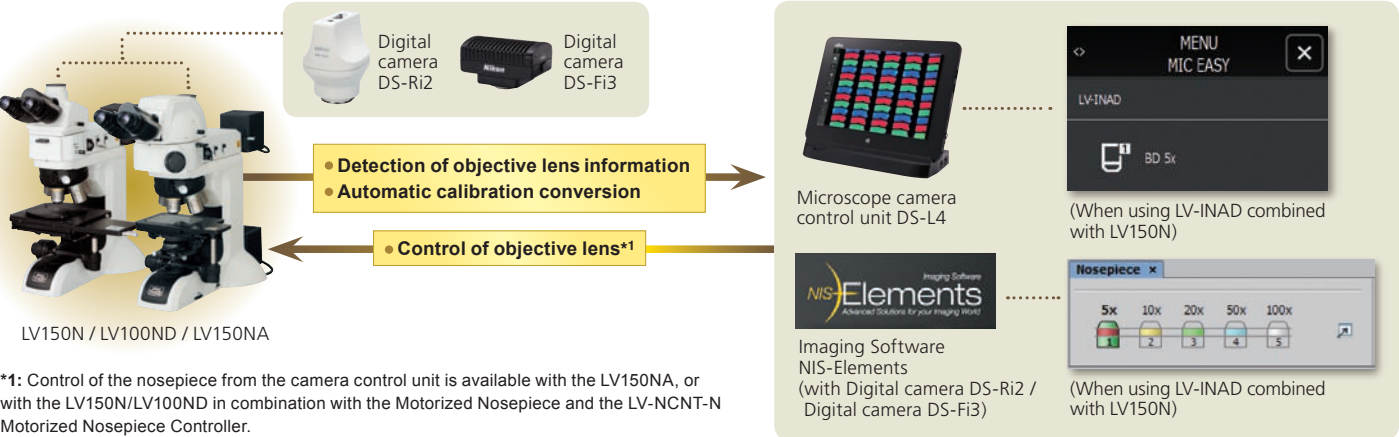 Digital
camera
DS-Ri2
Nikon
Digital
camera
DS-Fi3
LV150N / LV100ND / LV150NA
• Detection of objective lens information
• Automatic calibration conversion
• Control of objective lens*1
Microscope camera
control unit DS-L4
<> MENU
MIC EASY ×
LV-INAD
1 BD 5x
(When using LV-INAD combined
with LV150N)
Imaging Software
NIS-Elements
Advanced Solutions for your Imaging World
Imaging Software
NIS-Elements
(with Digital camera DS-Ri2 /
Digital camera DS-Fi3)
Nosepiece ×
5x 10x 20x 50x 100x
1 2 3 4 5
(When using LV-INAD combined
with LV150N)
*1: Control of the nosepiece from the camera control unit is available with the LV150NA, or
with the LV150N/LV100ND in combination with the Motorized Nosepiece and the LV-NCNT-N
Motorized Nosepiece Controller.